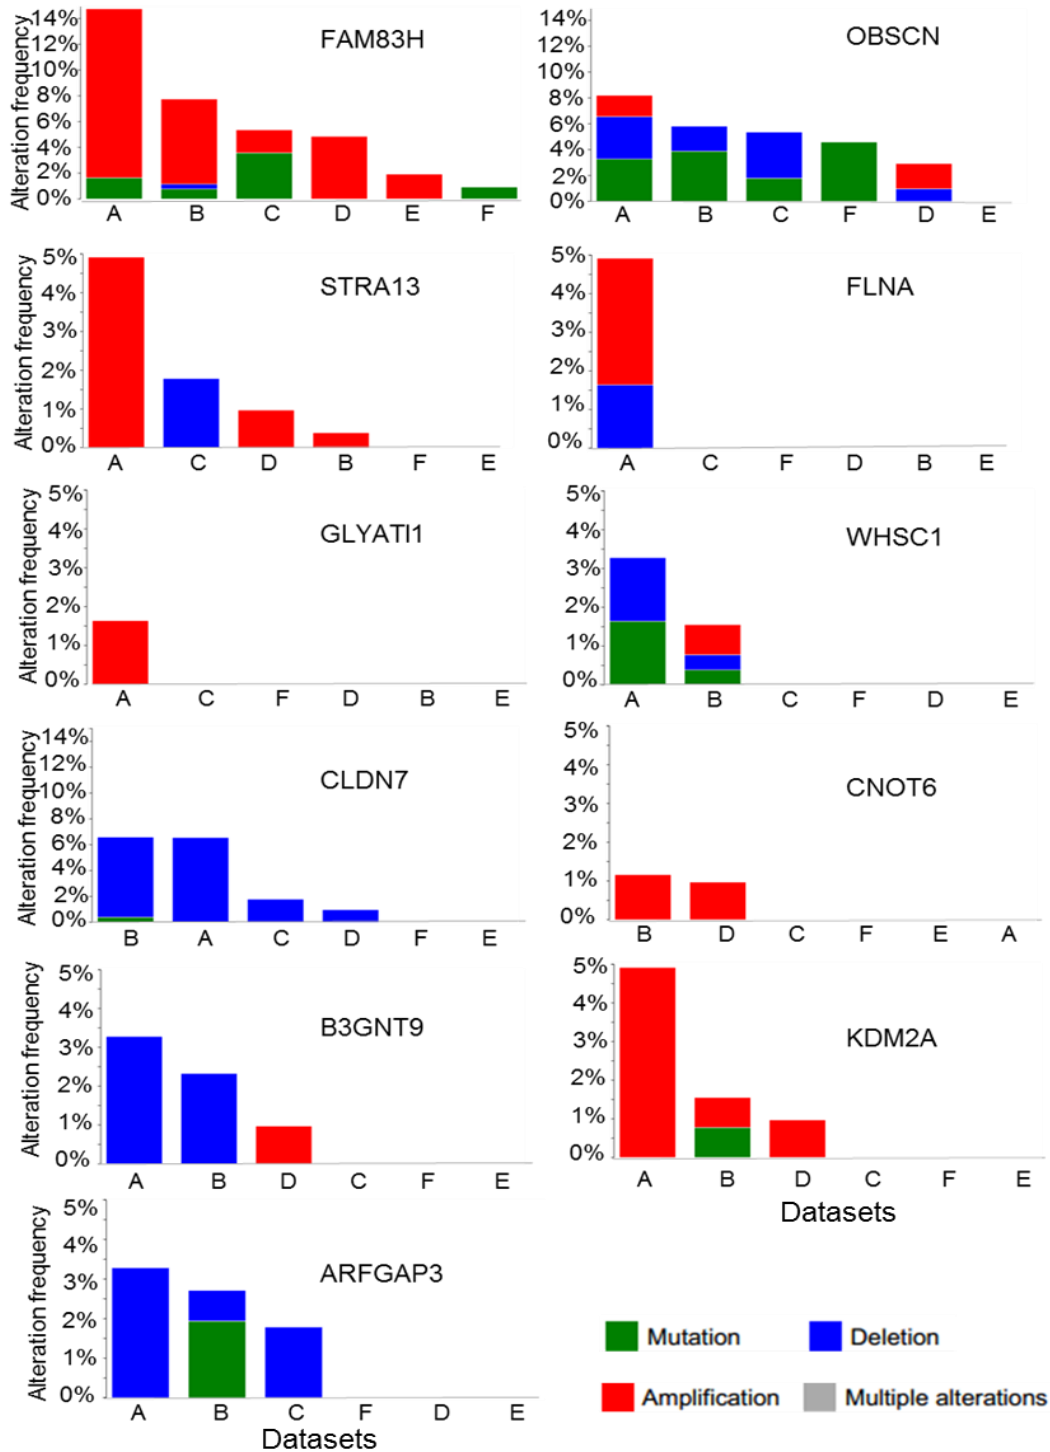 FAM83H
Alteration frequency
14%
12%
10%
8%
6%
4%
2%
0%
A B C D E F
OBSCN
14%
12%
10%
8%
6%
4%
2%
0%
A B C F D E
STRA13
Alteration frequency
5%
4%
3%
2%
1%
0%
A C D B F E
FLNA
5%
4%
3%
2%
1%
0%
A C F D B E
GLYATl1
Alteration frequency
5%
4%
3%
2%
1%
0%
A C F D B E
WHSC1
5%
4%
3%
2%
1%
0%
A B C F D E
CLDN7
Alteration frequency
14%
12%
10%
8%
6%
4%
2%
0%
B A C D F E
CNOT6
5%
4%
3%
2%
1%
0%
B D C F E A
B3GNT9
Alteration frequency
5%
4%
3%
2%
1%
0%
A B D C F E
KDM2A
5%
4%
3%
2%
1%
0%
A B D C F E
Datasets
ARFGAP3
Alteration frequency
5%
4%
3%
2%
1%
0%
A B C F D E
Datasets
Mutation
Deletion
Amplification
Multiple alterations